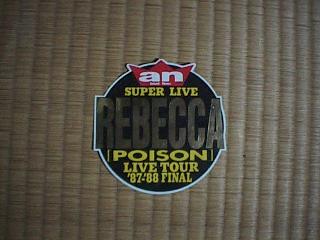 an
SUPER LIVE
REBECCA
POISON
LIVE TOUR
'87-'88 FINAL